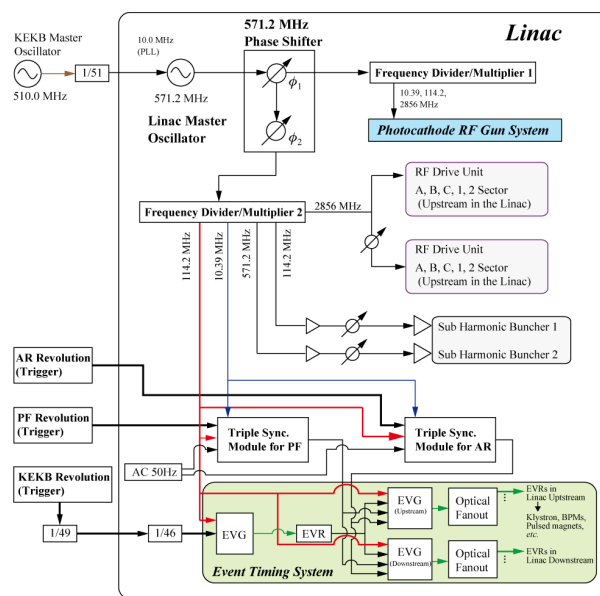 Linac
571.2 MHz
Phase Shifter
KEKB Master
Oscillator
510.0 MHz
1/51
10.0 MHz
(PLL)
571.2 MHz
Linac Master
Oscillator
ϕ1
ϕ2
Frequency Divider/Multiplier 1
10.39, 114.2,
2856 MHz
Photocathode RF Gun System
Frequency Divider/Multiplier 2
2856 MHz
RF Drive Unit
A, B, C, 1, 2 Sector
(Upstream in the Linac)
RF Drive Unit
A, B, C, 1, 2 Sector
(Upstream in the Linac)
114.2 MHz
10.39 MHz
571.2 MHz
114.2 MHz
Sub Harmonic Buncher 1
Sub Harmonic Buncher 2
AR Revolution
(Trigger)
PF Revolution
(Trigger)
KEKB Revolution
(Trigger)
1/49
1/46
AC 50Hz
Triple Sync.
Module for PF
Triple Sync.
Module for AR
EVG
EVR
EVG
(Upstream)
Optical
Fanout
EVRs in
Linac Upstream
Klystron, BPMs,
Pulsed magnets,
etc.
EVG
(Downstream)
Optical
Fanout
EVRs in
Linac Downstream
Event Timing System